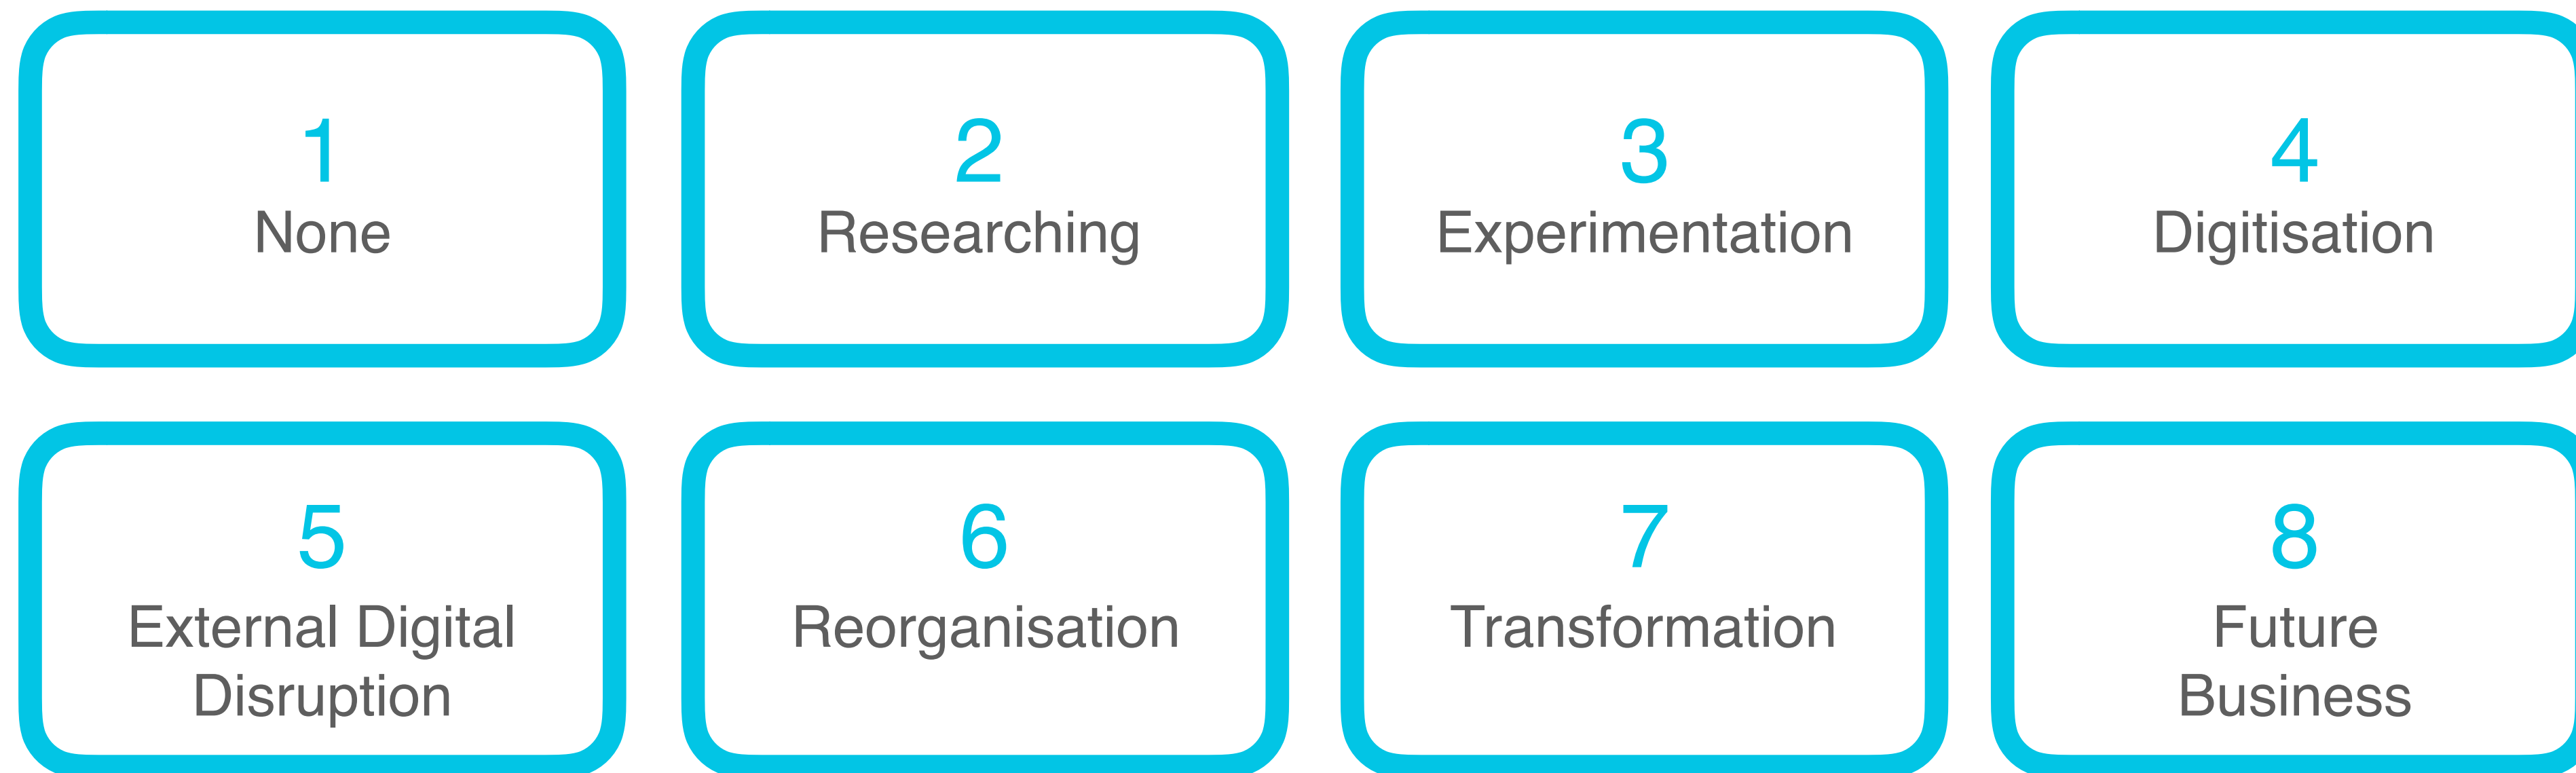 1
None
2
Researching
3
Experimentation
4
Digitisation
5
External Digital
Disruption
6
Reorganisation
7
Transformation
8
Future
Business